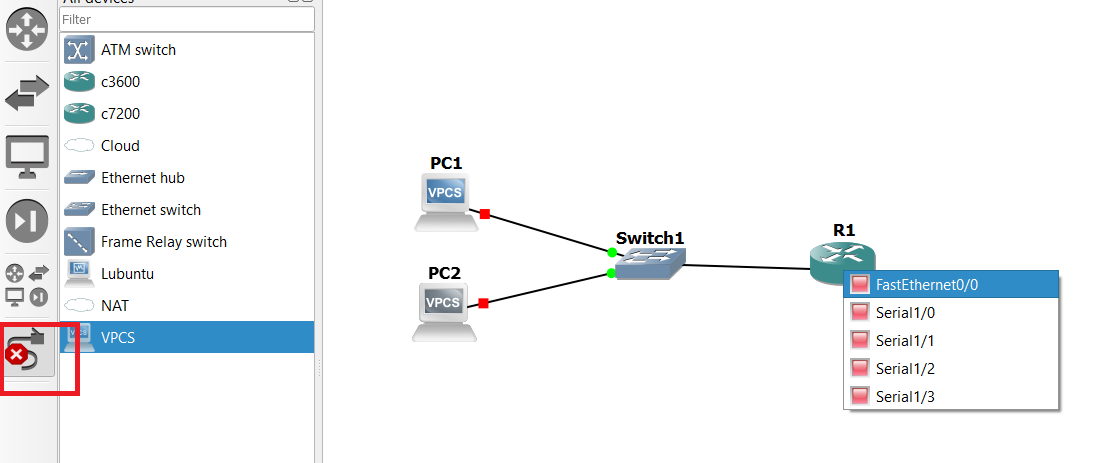 All devices
Filter
ATM switch
c3600
c7200
Cloud
Ethernet hub
Ethernet switch
Frame Relay switch
Lubuntu
NAT
VPCS
PC1
VPCS
PC2
VPCS
Switch1
R1
FastEthernet0/0
Serial1/0
Serial1/1
Serial1/2
Serial1/3